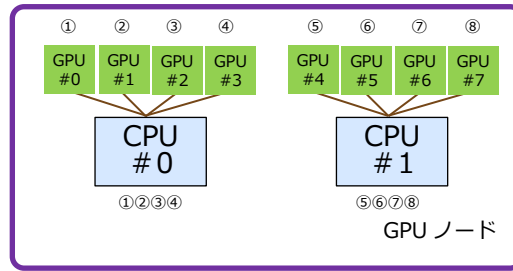 ① ② ③ ④ ⑤ ⑥ ⑦ ⑧
GPU GPU GPU GPU GPU GPU GPU GPU
#0 #1 #2 #3 #4 #5 #6 #7
CPU CPU
＃0 ＃1
①②③④ ⑤⑥⑦⑧
GPU ノード